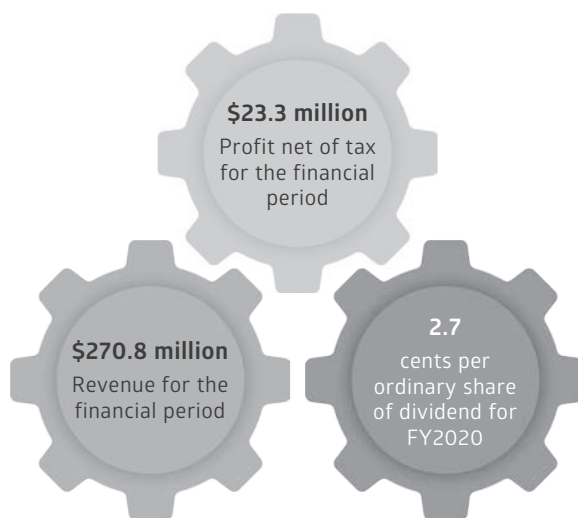 $23.3 million
Profit net of tax
for the financial
period
$270.8 million
Revenue for the
financial period
2.7
cents per
ordinary share
of dividend for
FY2020